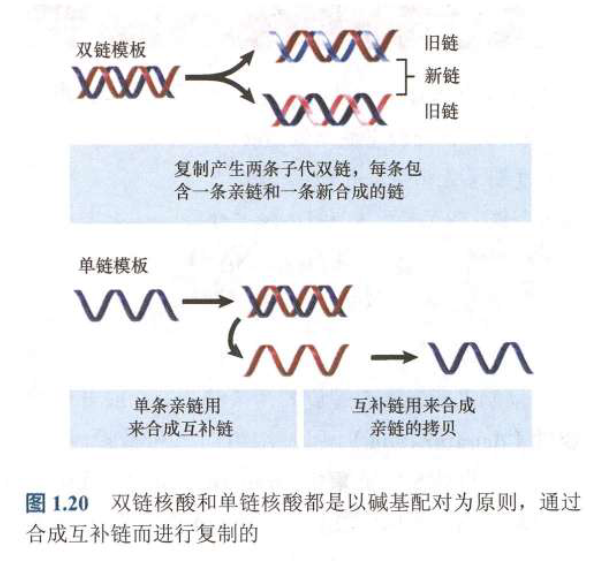 双链模板
旧链
新链
旧链
复制产生两条子代双链，每条包
含一条亲链和一条新合成的链
单链模板
单条亲链用
来合成互补链
互补链用来合成
亲链的拷贝
图 1.20 双链核酸和单链核酸都是以碱基配对为原则，通过
合成互补链而进行复制的